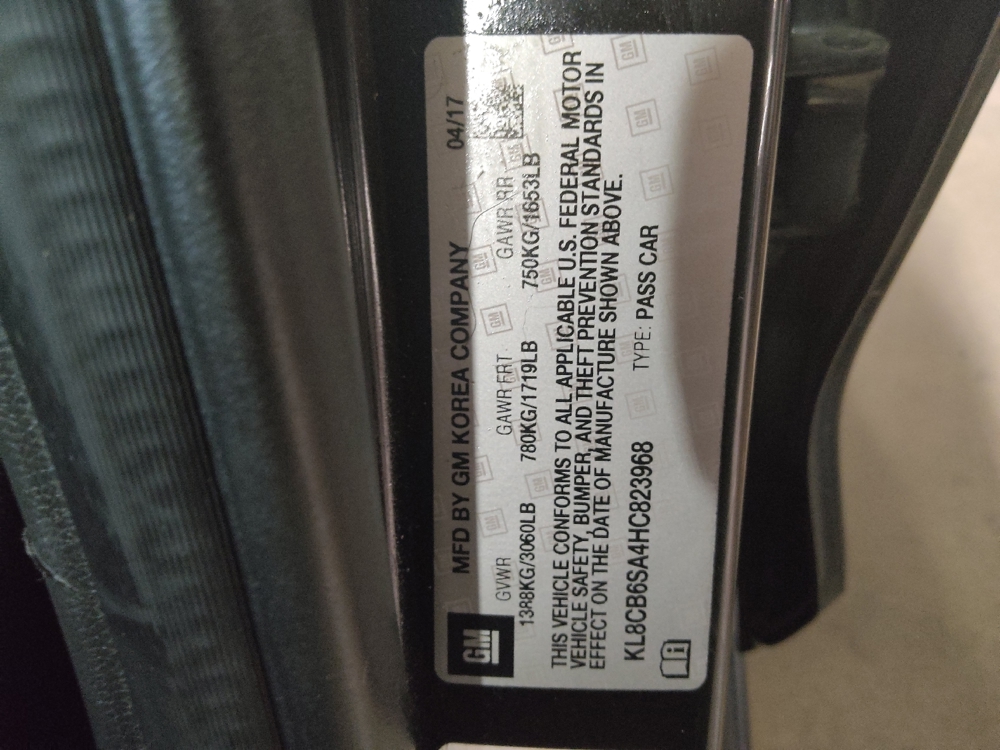 GM
MFD BY GM KOREA COMPANY 04/17
GVWR GAWR FRT GAWR RR
1388KG/3060LB 780KG/1719LB 750KG/1653LB
THIS VEHICLE CONFORMS TO ALL APPLICABLE U.S. FEDERAL MOTOR
VEHICLE SAFETY, BUMPER, AND THEFT PREVENTION STANDARDS IN
EFFECT ON THE DATE OF MANUFACTURE SHOWN ABOVE.
KL8CB6SA4HC823968 TYPE: PASS CAR